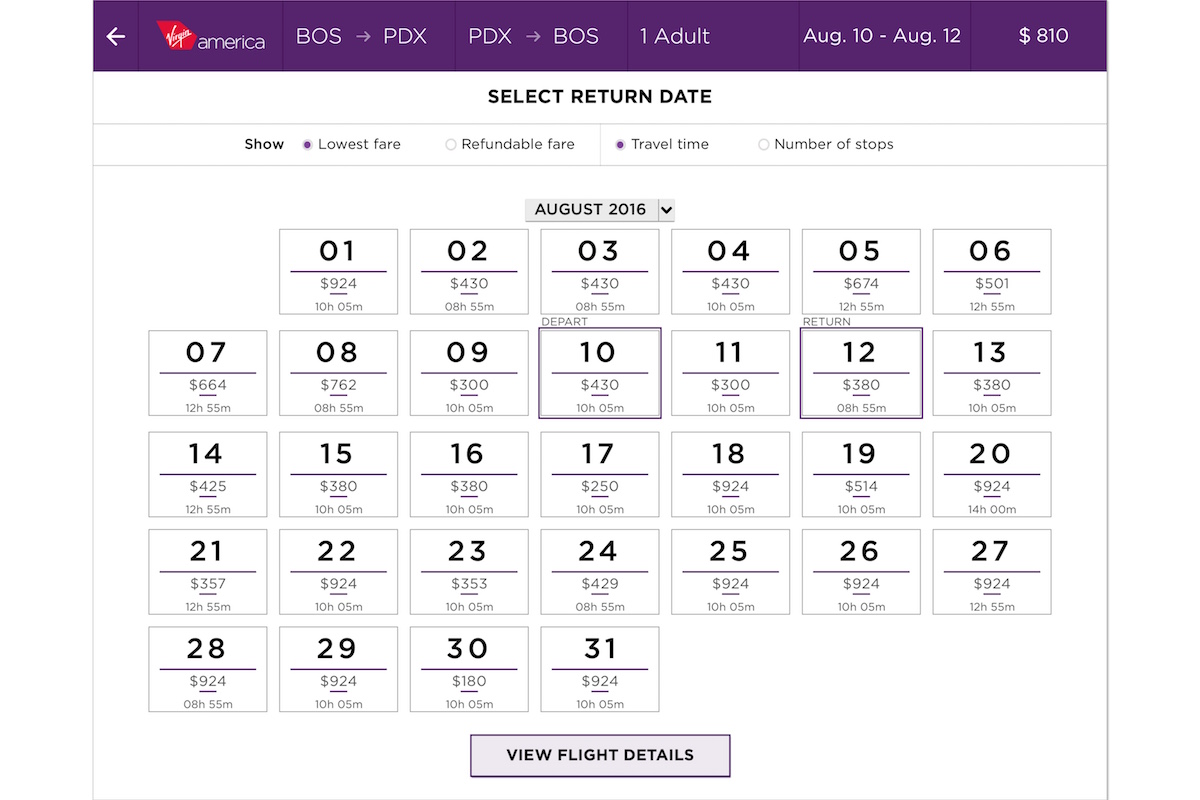 Virgin america BOS → PDX PDX → BOS 1 Adult Aug. 10 - Aug. 12 $ 810
SELECT RETURN DATE
Show Lowest fare Refundable fare Travel time Number of stops
AUGUST 2016
01 02 03 04 05 06
$924 $430 $430 $430 $674 $501
10h 05m 08h 55m 08h 55m 10h 05m 12h 55m 12h 55m
DEPART RETURN
07 08 09 10 11 12 13
$664 $762 $300 $430 $300 $380 $380
12h 55m 08h 55m 10h 05m 10h 05m 10h 05m 08h 55m 10h 05m
14 15 16 17 18 19 20
$425 $380 $380 $250 $924 $514 $924
12h 55m 10h 05m 10h 05m 10h 05m 10h 05m 10h 05m 14h 00m
21 22 23 24 25 26 27
$357 $924 $353 $429 $924 $924 $924
12h 55m 10h 05m 10h 05m 08h 55m 10h 05m 10h 05m 12h 55m
28 29 30 31
$924 $924 $180 $924
08h 55m 10h 05m 10h 05m 10h 05m
VIEW FLIGHT DETAILS